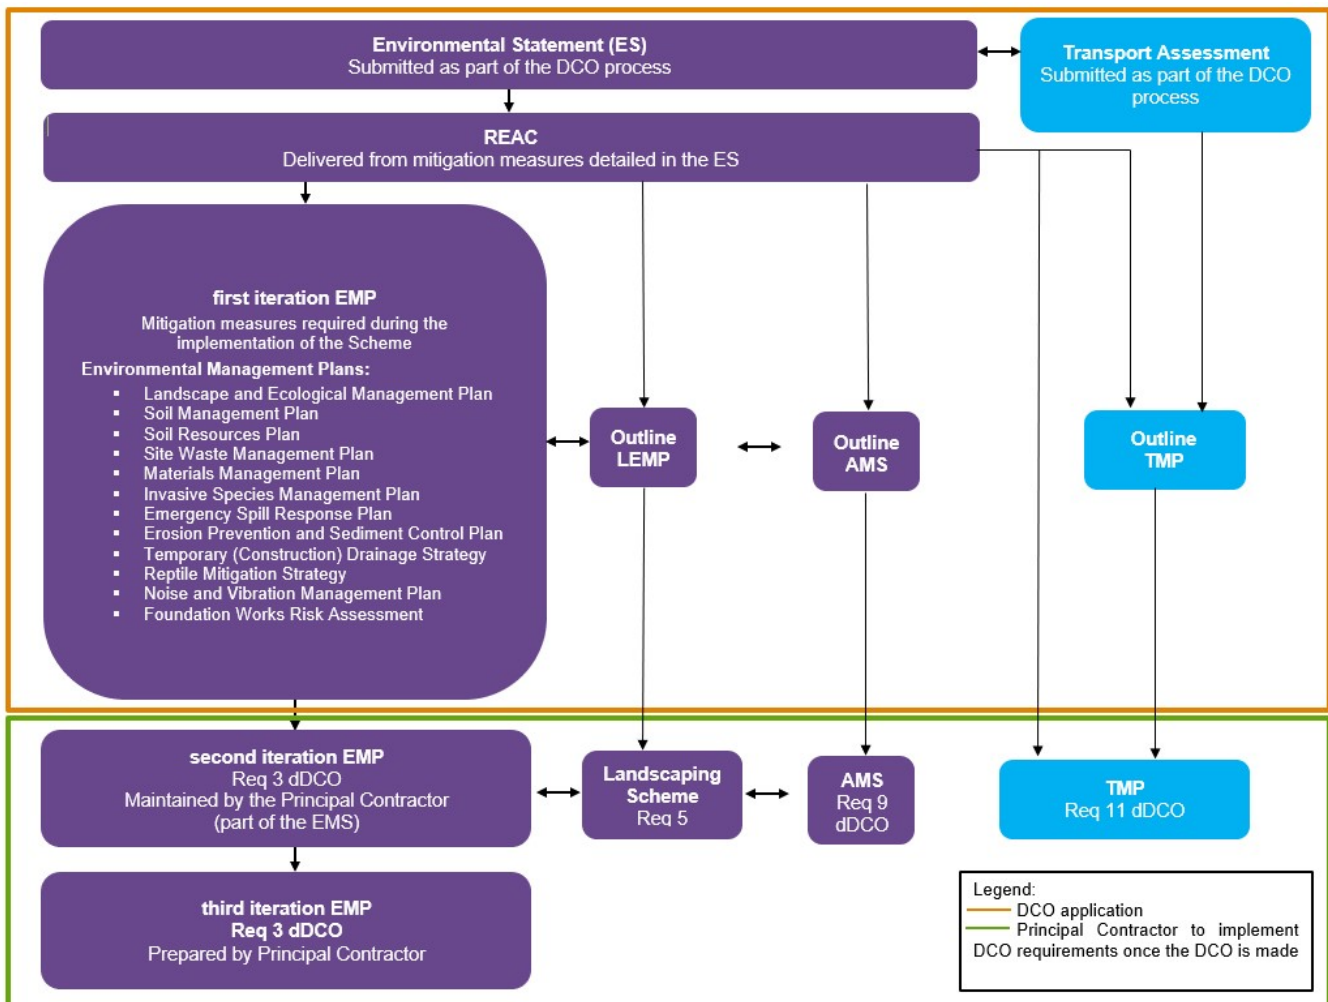 Environmental Statement (ES)
Submitted as part of the DCO process
Transport Assessment
Submitted as part of the DCO
process
REAC
Delivered from mitigation measures detailed in the ES
first iteration EMP
Mitigation measures required during the
implementation of the Scheme
Environmental Management Plans:
▪ Landscape and Ecological Management Plan
▪ Soil Management Plan
▪ Soil Resources Plan
▪ Site Waste Management Plan
▪ Materials Management Plan
▪ Invasive Species Management Plan
▪ Emergency Spill Response Plan
▪ Erosion Prevention and Sediment Control Plan
▪ Temporary (Construction) Drainage Strategy
▪ Reptile Mitigation Strategy
▪ Noise and Vibration Management Plan
▪ Foundation Works Risk Assessment
Outline
LEMP
Outline
AMS
Outline
TMP
second iteration EMP
Req 3 dDCO
Maintained by the Principal Contractor
(part of the EMS)
Landscaping
Scheme
Req 5
AMS
Req 9
dDCO
TMP
Req 11 dDCO
third iteration EMP
Req 3 dDCO
Prepared by Principal Contractor
Legend:
DCO application
Principal Contractor to implement
DCO requirements once the DCO is made